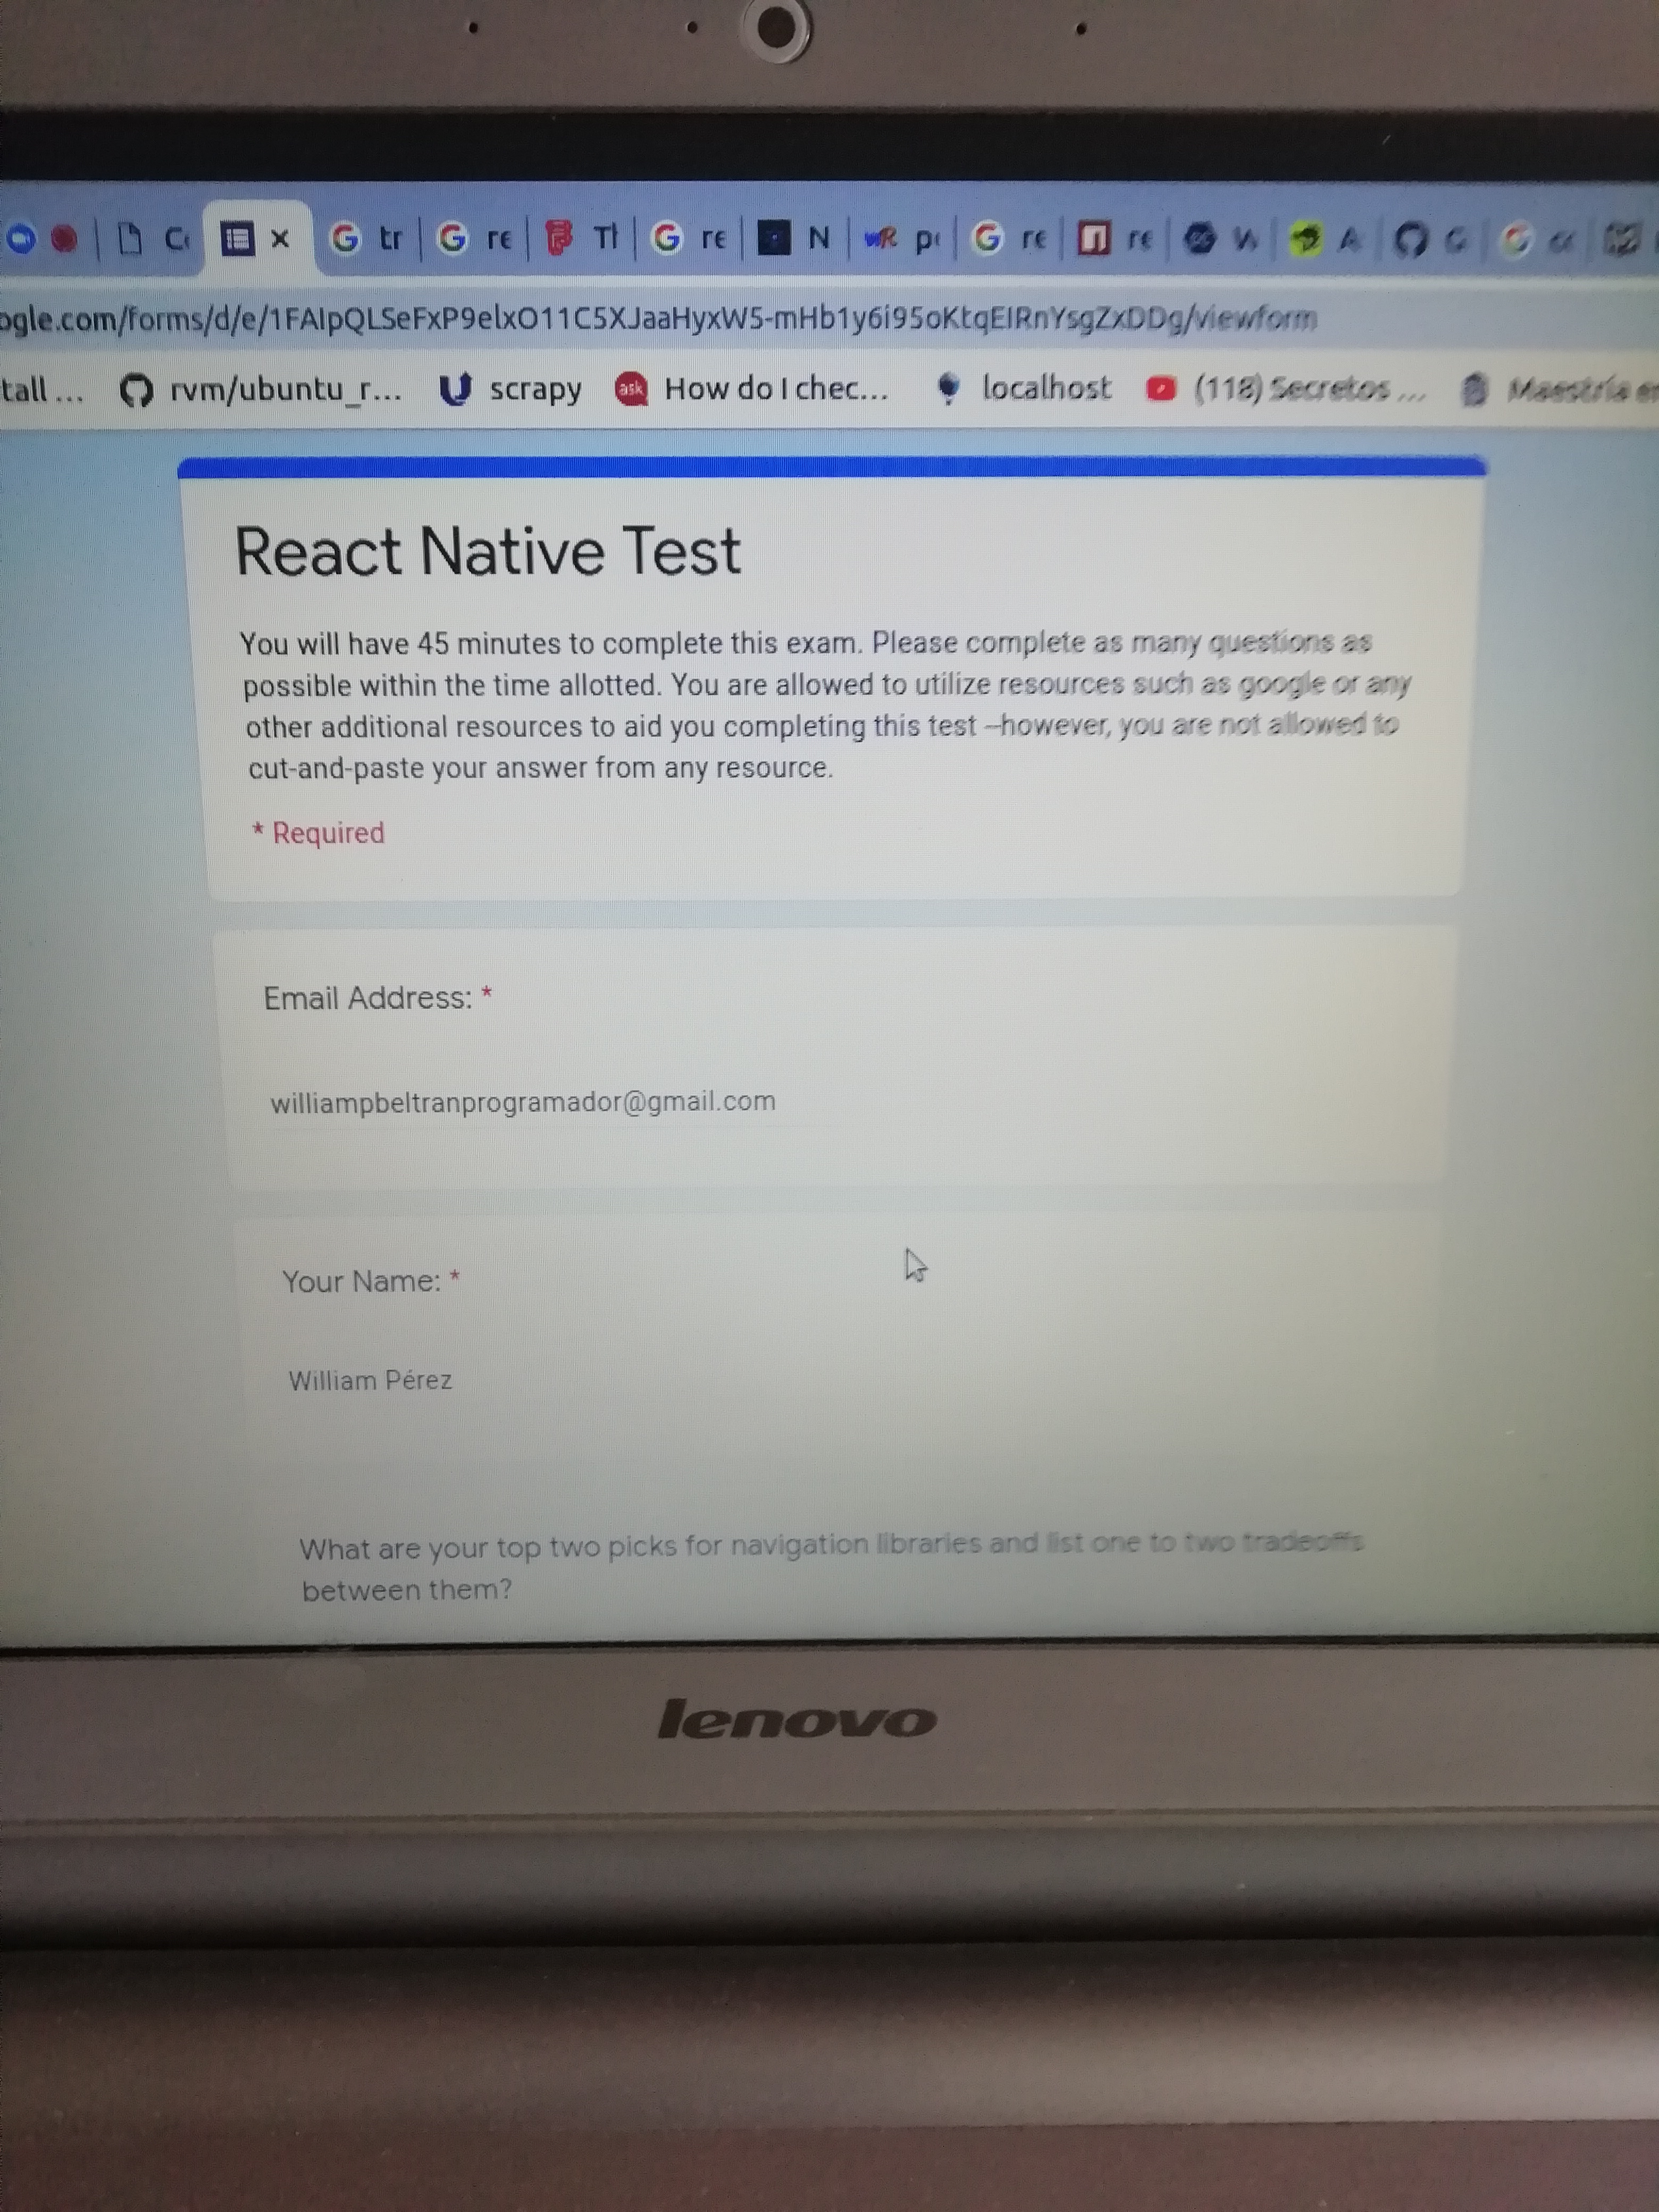 C
tr
re
Th
re
N
wR
re
re
W
A
ogle.com/forms/d/e/1FAIpQLSeFxP9elxO11C5XJaaHyxW5-mHb1y6i95oKtqEIRnYsgZxDDg/viewform
tall ... rvm/ubuntu_r... scrapy ask How do I chec... localhost (118) Secretos ... Maestría en
React Native Test
You will have 45 minutes to complete this exam. Please complete as many questions as
possible within the time allotted. You are allowed to utilize resources such as google or any
other additional resources to aid you completing this test –however, you are not allowed to
cut-and-paste your answer from any resource.
* Required
Email Address: *
williampbeltranprogramador@gmail.com
Your Name: *
William Pérez
What are your top two picks for navigation libraries and list one to two tradeoffs
between them?
lenovo